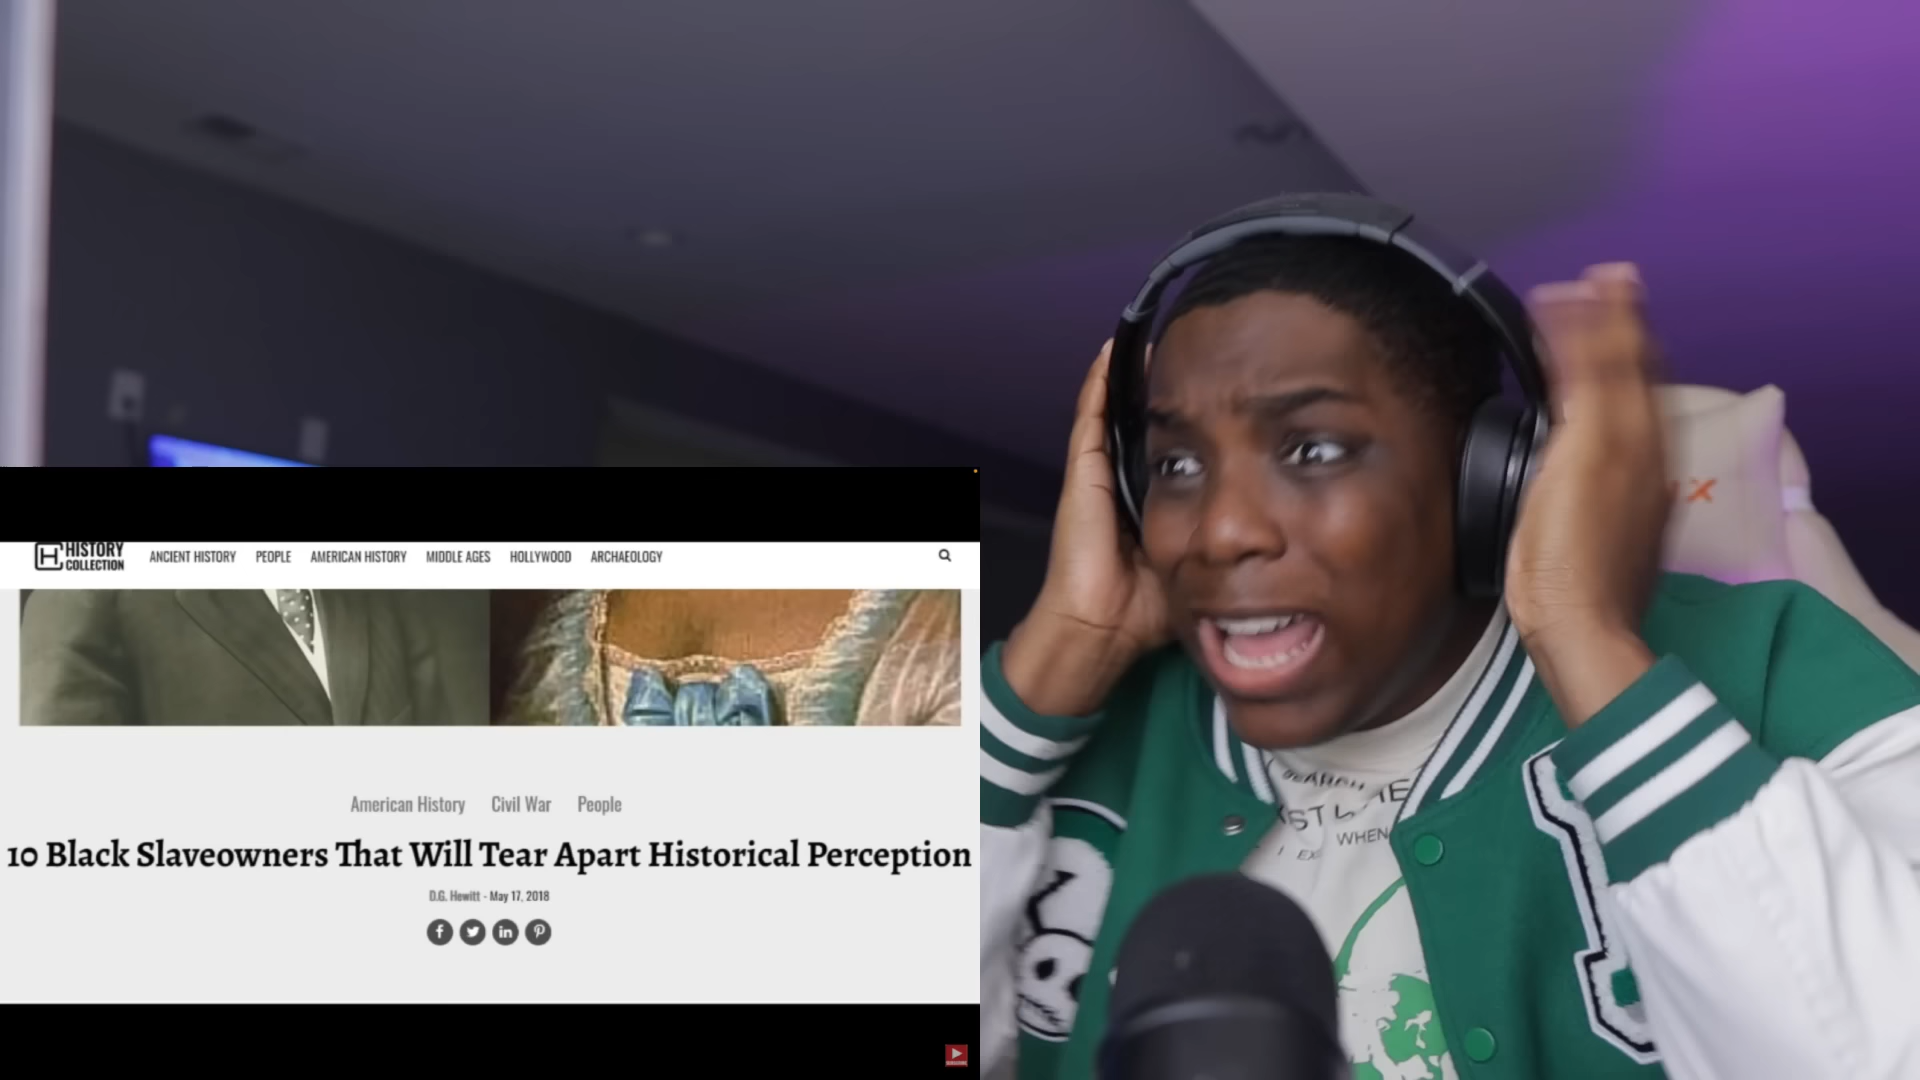 HISTORY
COLLECTION
ANCIENT HISTORY PEOPLE AMERICAN HISTORY MIDDLE AGES HOLLYWOOD ARCHAEOLOGY
American History Civil War People
10 Black Slaveowners That Will Tear Apart Historical Perception
D.G. Hewitt - May 17, 2018
WHEN